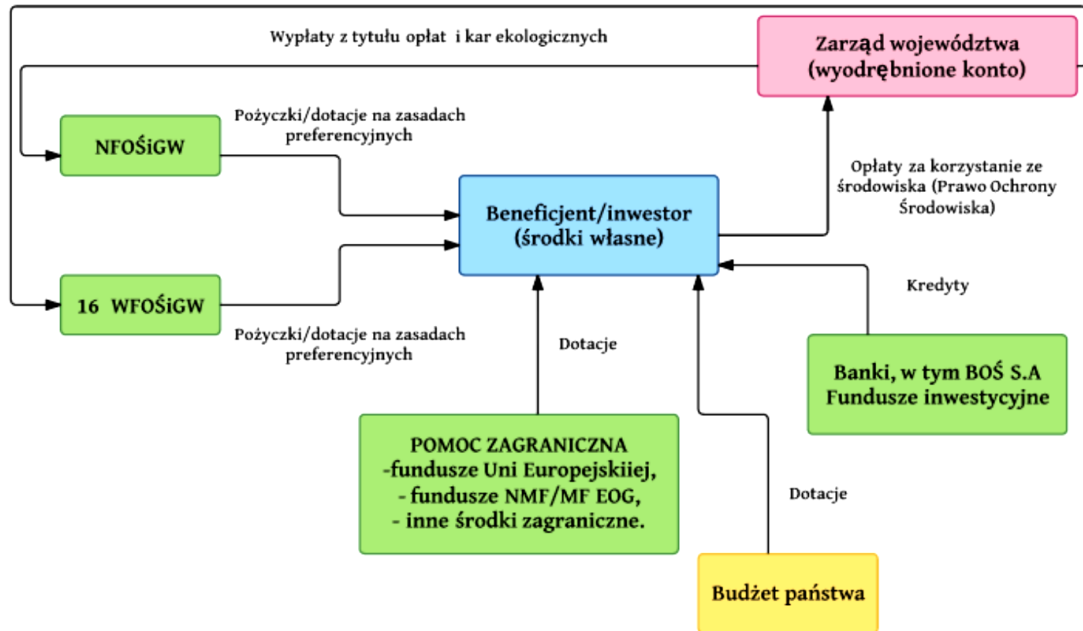 Wypłaty z tytułu opłat i kar ekologicznych
Zarząd województwa
(wyodrębnione konto)
NFOŚiGW
Pożyczki/dotacje na zasadach
preferencyjnych
Opłaty za korzystanie ze
środowiska (Prawo Ochrony
Środowiska)
Beneficjent/inwestor
(środki własne)
16 WFOŚiGW
Pożyczki/dotacje na zasadach
preferencyjnych
Kredyty
Dotacje
Banki, w tym BOŚ S.A
Fundusze inwestycyjne
POMOC ZAGRANICZNA
-fundusze Uni Europejskiiej,
- fundusze NMF/MF EOG,
- inne środki zagraniczne.
Dotacje
Budżet państwa